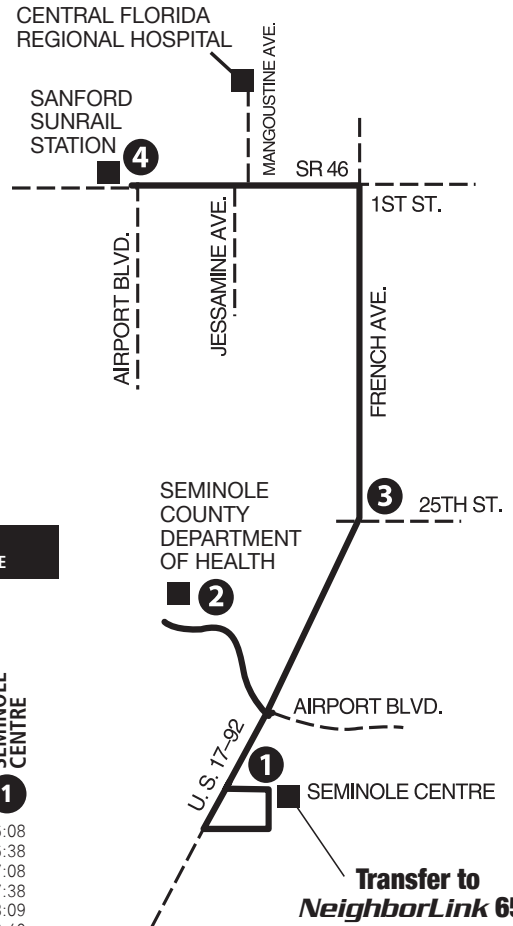 CENTRAL FLORIDA
REGIONAL HOSPITAL
MANGOUSTINE AVE.
SANFORD
SUNRAIL
STATION
4
SR 46
1ST ST.
AIRPORT BLVD.
JESSAMINE AVE.
FRENCH AVE.
SEMINOLE
COUNTY
DEPARTMENT
OF HEALTH
3
25TH ST.
2
AIRPORT BLVD.
U.S. 17–92
1
SEMINOLE CENTRE
Transfer to
NeighborLink 65
SEMINOLE
CENTRE
1
:08
:38
:08
:38
:09